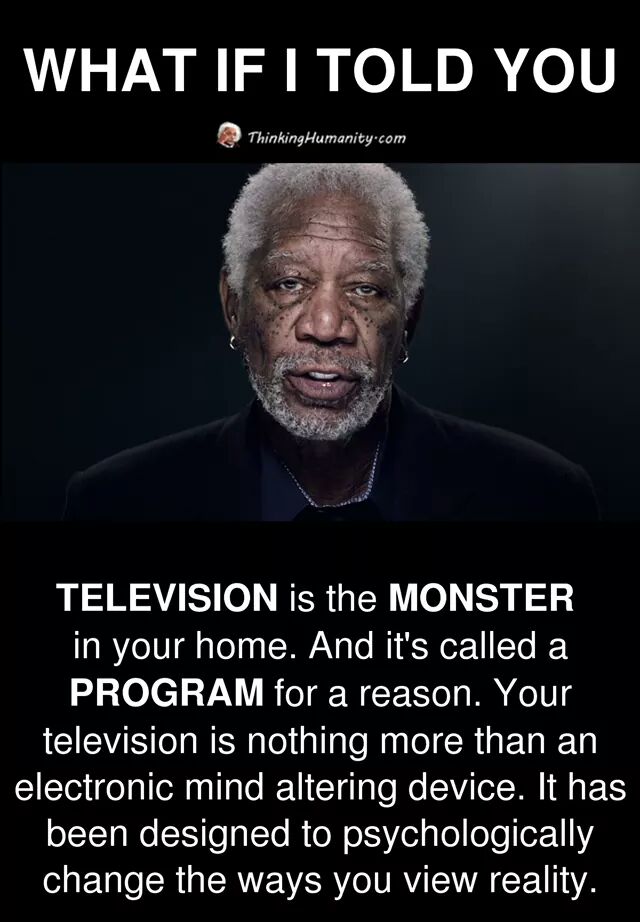 WHAT IF I TOLD YOU
ThinkingHumanity.com
TELEVISION is the MONSTER
in your home. And it's called a
PROGRAM for a reason. Your
television is nothing more than an
electronic mind altering device. It has
been designed to psychologically
change the ways you view reality.